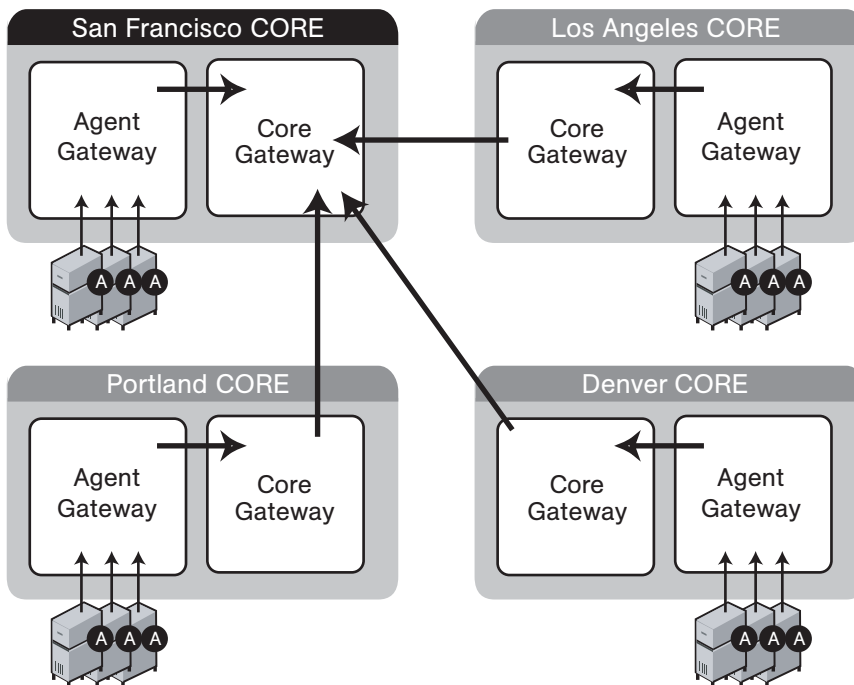 San Francisco CORE
Agent
Gateway
Core
Gateway
A A A
Los Angeles CORE
Core
Gateway
Agent
Gateway
A A A
Portland CORE
Agent
Gateway
Core
Gateway
A A A
Denver CORE
Core
Gateway
Agent
Gateway
A A A